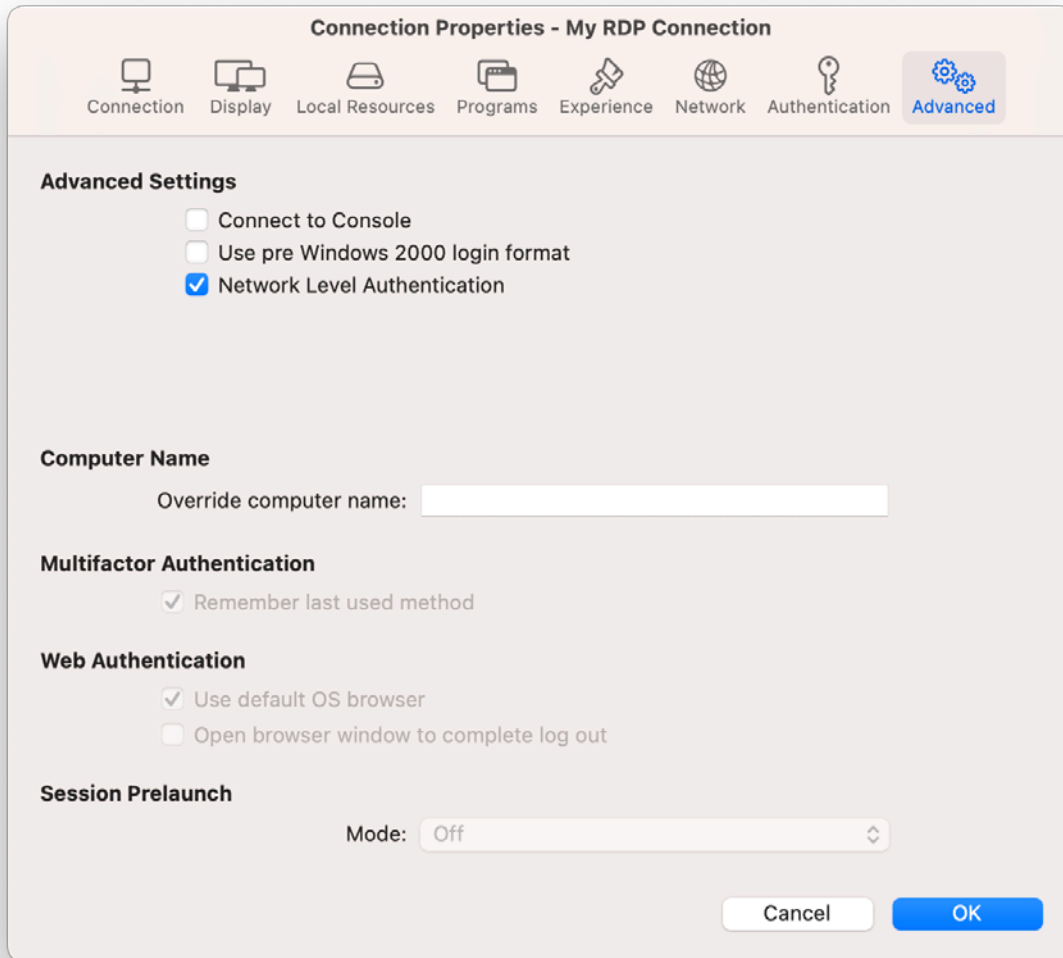 Connection Properties - My RDP Connection
Connection Display Local Resources Programs Experience Network Authentication Advanced
Advanced Settings
Connect to Console
Use pre Windows 2000 login format
Network Level Authentication
Computer Name
Override computer name:
Multifactor Authentication
Remember last used method
Web Authentication
Use default OS browser
Open browser window to complete log out
Session Prelaunch
Mode: Off
Cancel OK